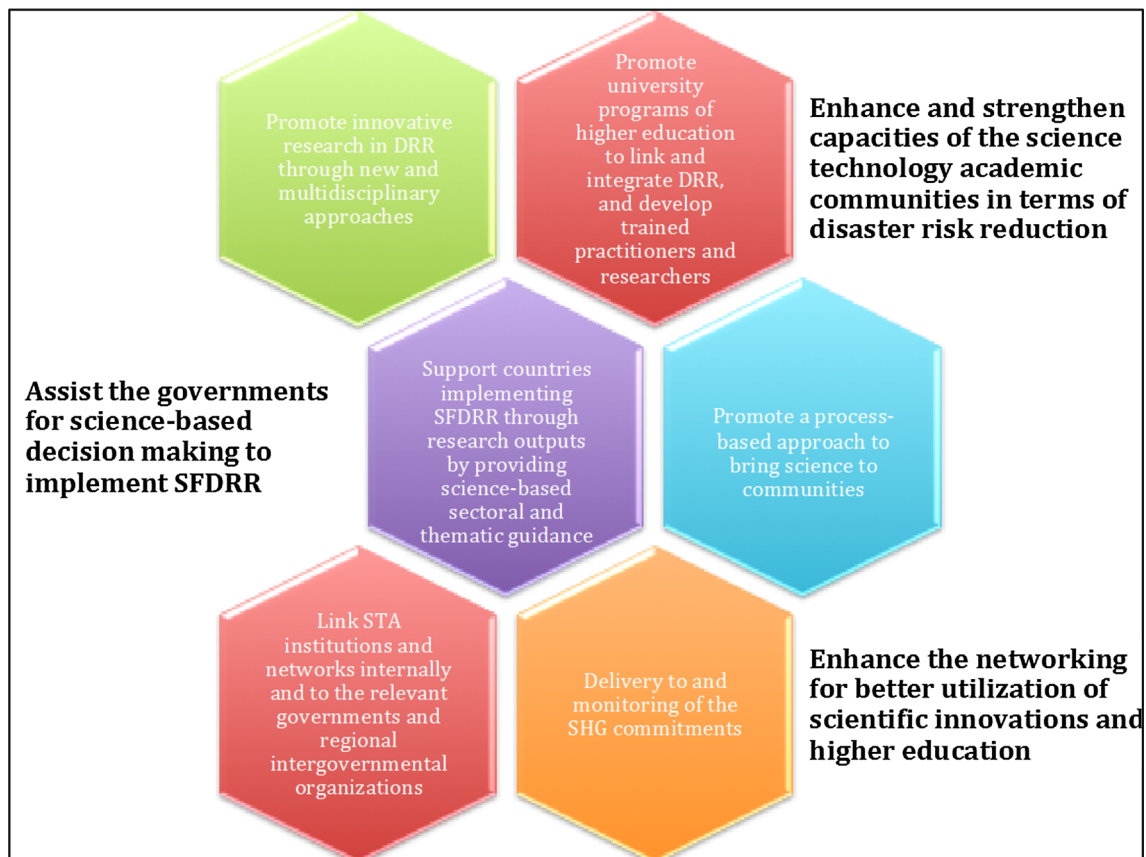 Promote innovative
research in DRR
through new and
multidisciplinary
approaches
Promote
university
programs of
higher education
to link and
integrate DRR,
and develop
trained
practitioners and
researchers
Enhance and strengthen
capacities of the science
technology academic
communities in terms of
disaster risk reduction
Assist the governments
for science-based
decision making to
implement SFDRR
Support countries
implementing
SFDRR through
research outputs
by providing
science-based
sectoral and
thematic guidance
Promote a process-
based approach to
bring science to
communities
Link STA
institutions and
networks internally
and to the relevant
governments and
regional
intergovernmental
organizations
Delivery to and
monitoring of the
SHG commitments
Enhance the networking
for better utilization of
scientific innovations and
higher education